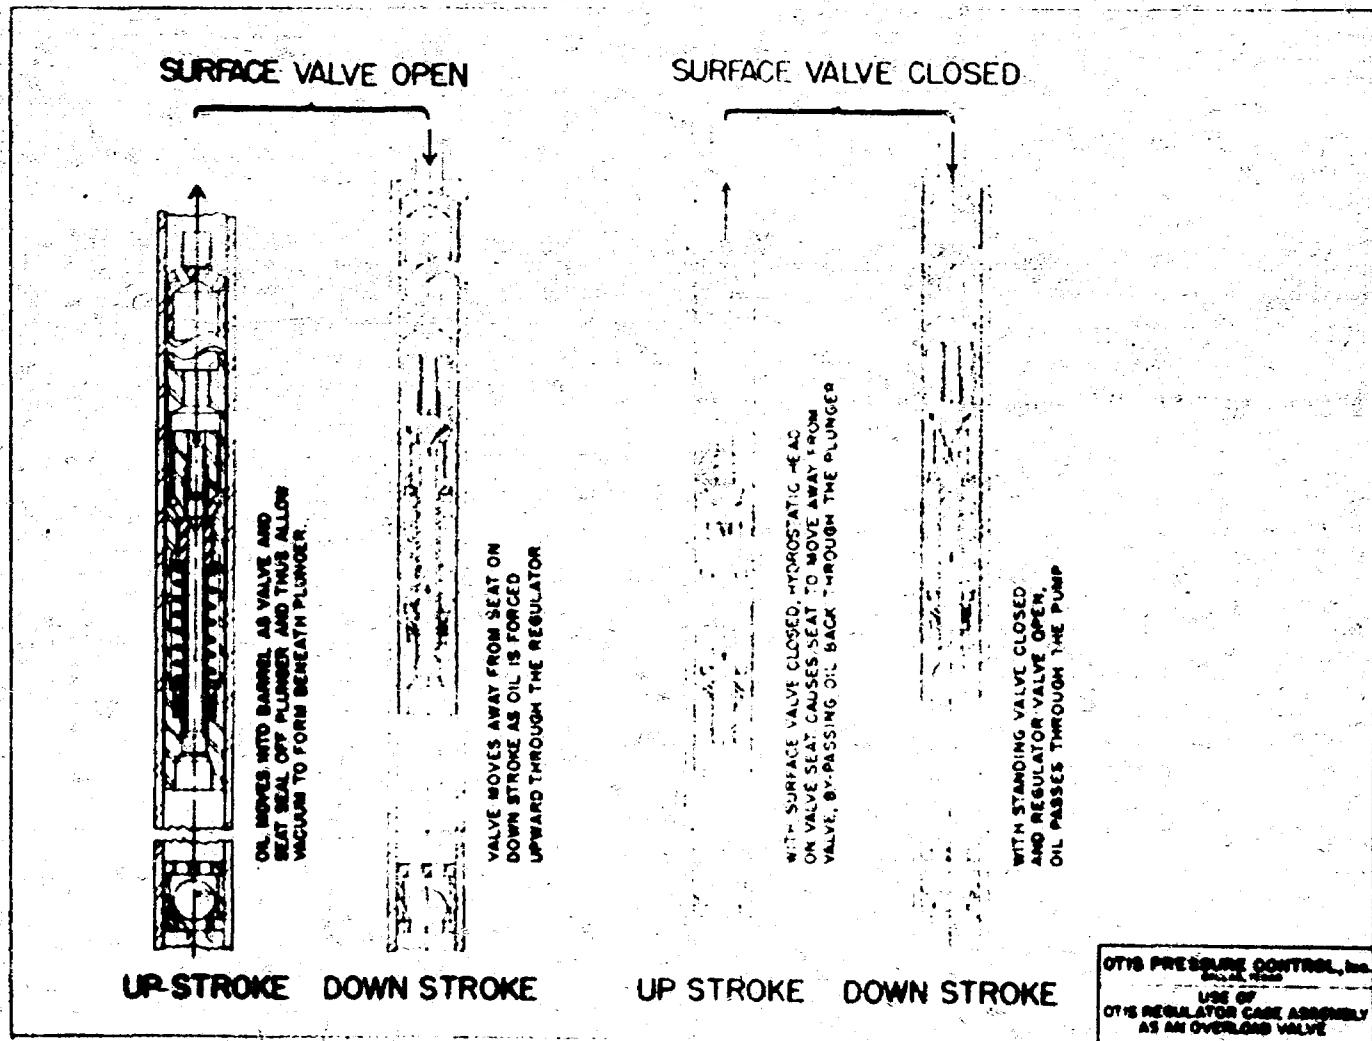 SURFACE VALVE OPEN
SURFACE VALVE CLOSED
OIL MOVES INTO BARREL AS VALVE AND
SEAT SEAL OFF PLUNGER AND THUS ALLOW
VACUUM TO FORM BENEATH PLUNGER.
VALVE MOVES AWAY FROM SEAT ON
DOWN STROKE AS OIL IS FORCED
UPWARD THROUGH THE REGULATOR
WITH SURFACE VALVE CLOSED, HYDROSTATIC HEAD
ON VALVE SEAT CAUSES SEAT TO MOVE AWAY FROM
VALVE, BY-PASSING OIL BACK THROUGH THE PLUNGER
WITH STANDING VALVE CLOSED
AND REGULATOR VALVE OPEN,
OIL PASSES THROUGH THE PUMP
UP-STROKE
DOWN STROKE
UP STROKE
DOWN STROKE
OTIS PRESSURE CONTROL, Inc.
DALLAS, TEXAS
USE OF
OTIS REGULATOR CASE ASSEMBLY
AS AN OVERLOAD VALVE